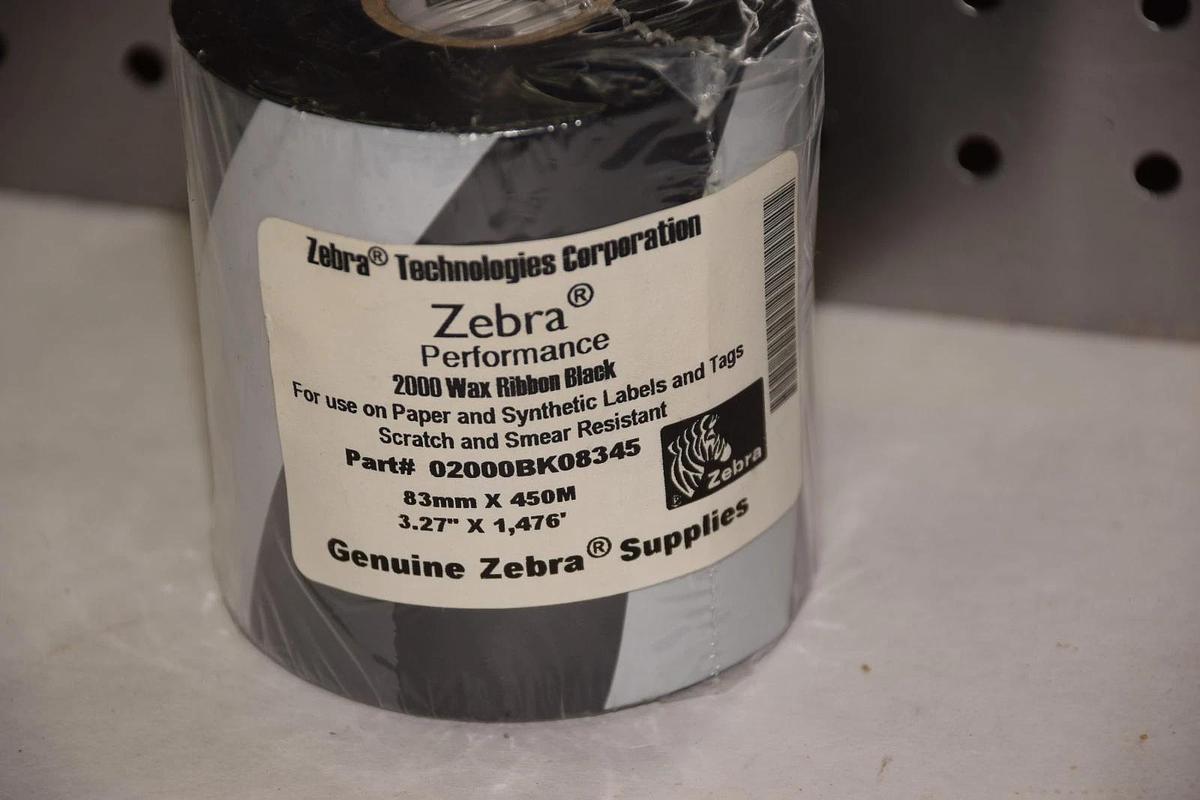 Zebra® Technologies Corporation
Zebra®
Performance
2000 Wax Ribbon Black
For use on Paper and Synthetic Labels and Tags
Scratch and Smear Resistant
Part# 02000BK08345
83mm X 450M
3.27" X 1,476'
Zebra
Genuine Zebra® Supplies